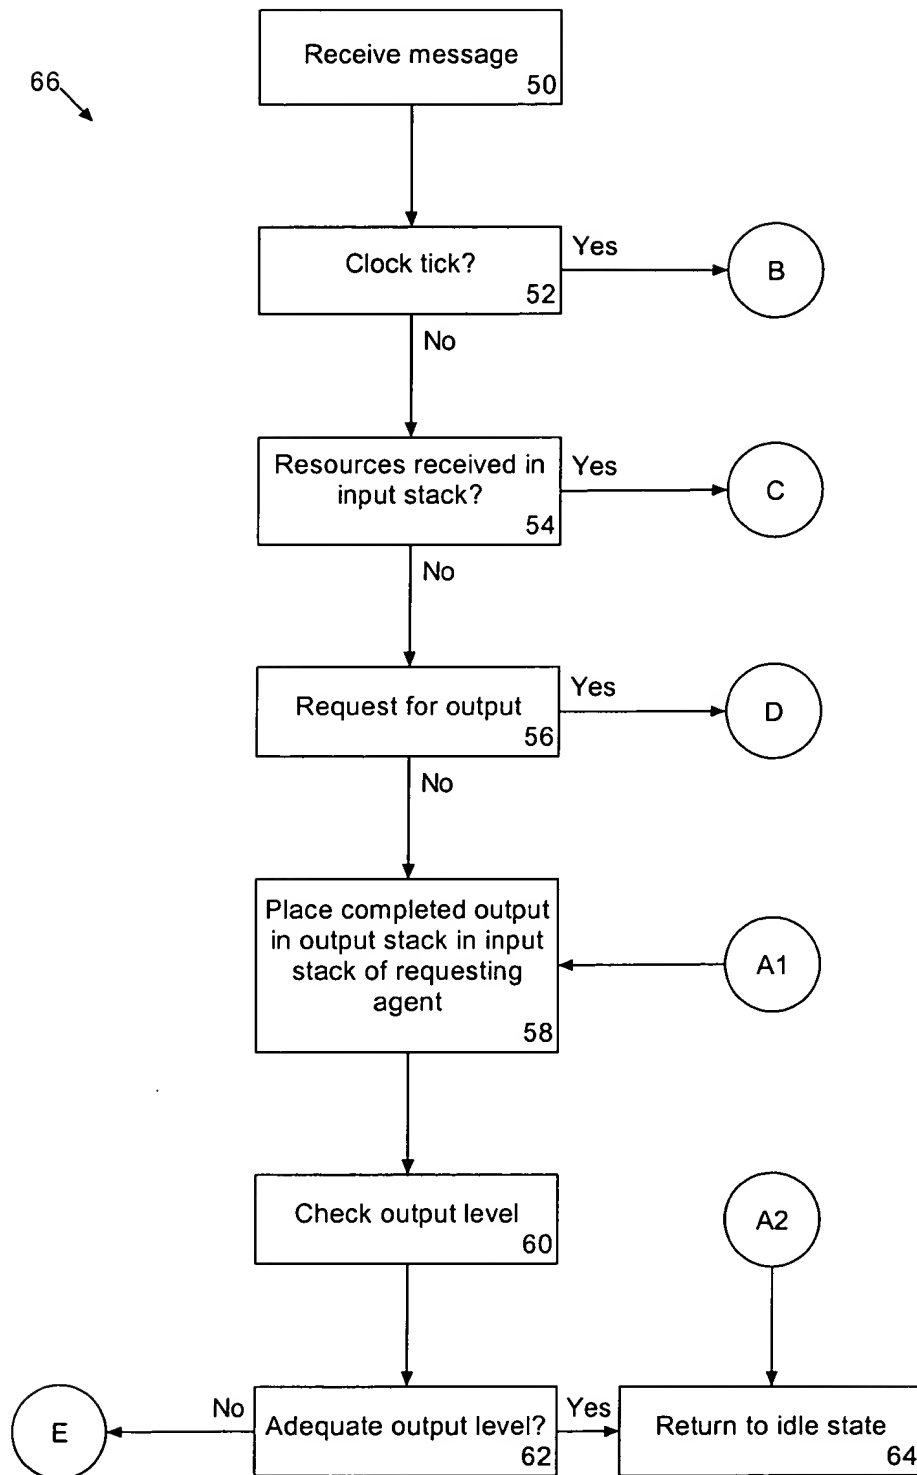 Receive message
50
66
Clock tick?
52
Yes
B
No
Resources received in
input stack?
54
Yes
C
No
Request for output
56
Yes
D
No
Place completed output
in output stack in input
stack of requesting
agent
58
A1
Check output level
60
A2
E
No
Adequate output level?
62
Yes
Return to idle state
64